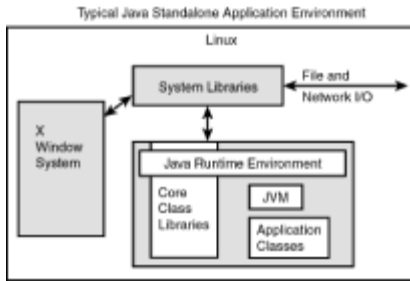 Typical Java Standalone Application Environment
Linux
System Libraries
File and
Network I/O
X
Window
System
Java Runtime Environment
Core
Class
Libraries
JVM
Application
Classes